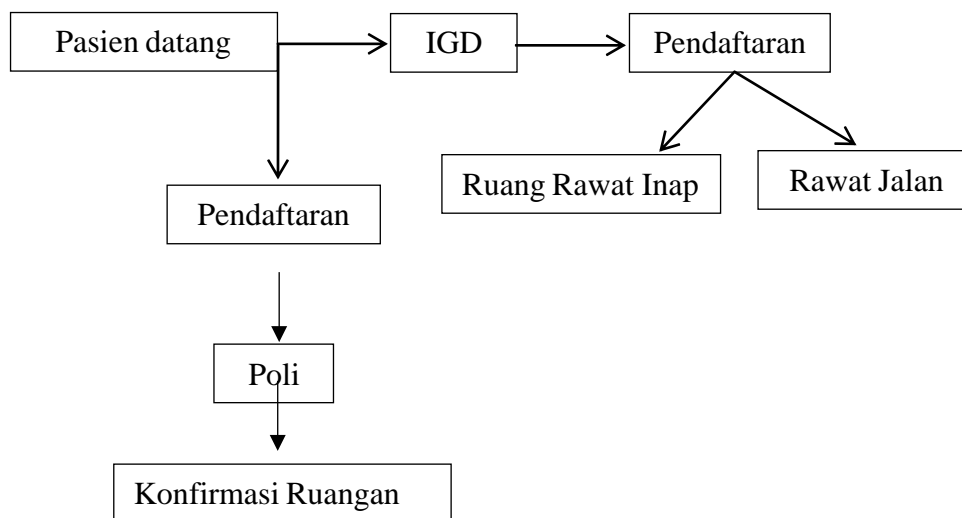 Pasien datang
IGD
Pendaftaran
Ruang Rawat Inap
Rawat Jalan
Pendaftaran
Poli
Konfirmasi Ruangan